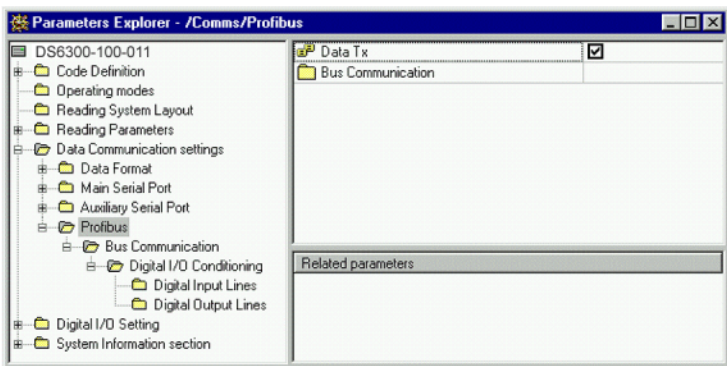 Parameters Explorer - /Comms/Profibus
DS6300-100-011
Code Definition
Operating modes
Reading System Layout
Reading Parameters
Data Communication settings
Data Format
Main Serial Port
Auxiliary Serial Port
Profibus
Bus Communication
Digital I/O Conditioning
Digital Input Lines
Digital Output Lines
Digital I/O Setting
System Information section
Data Tx
Bus Communication
Related parameters